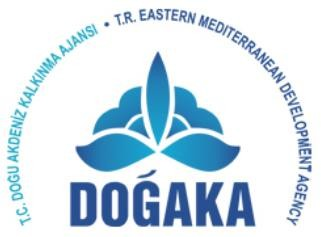 T.C. DOĞU AKDENİZ KALKINMA AJANSI • T.R. EASTERN MEDITERRANEAN DEVELOPMENT AGENCY
DOĞAKA